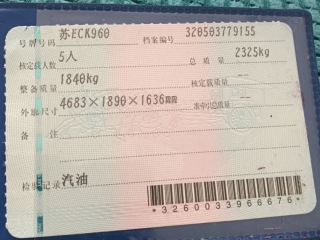 号牌号码 苏ECK960 档案编号 320503779155
核定载人数 5人 总质量 2325kg
整备质量 1840kg 核定载质量 --
外廓尺寸 4683×1890×1636mm 准牵引总质量 --
备注
检验记录 汽油
*3260033966676*